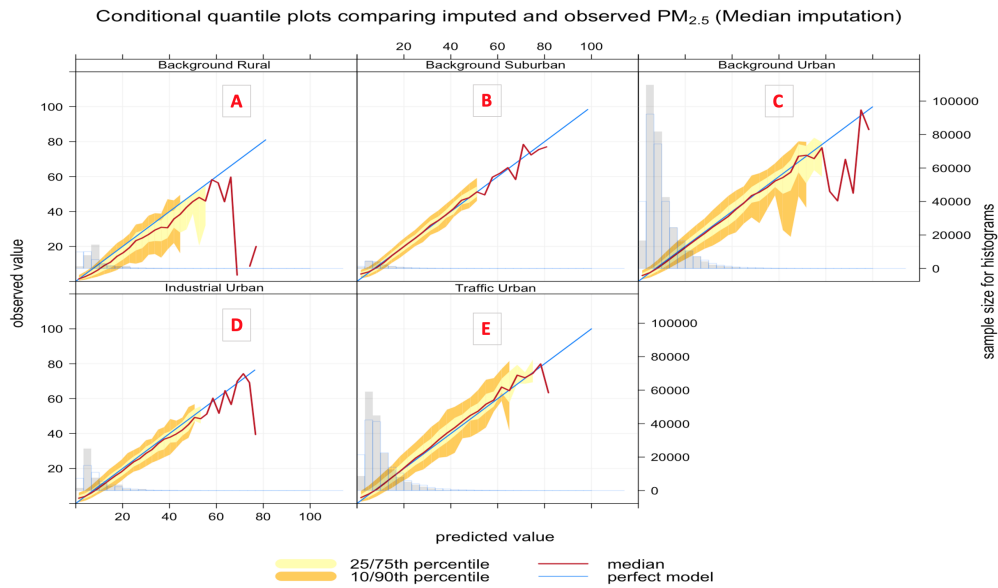 Conditional quantile plots comparing imputed and observed PM2.5 (Median imputation)
20 40 60 80 100
Background Rural
Background Suburban
Background Urban
A
B
C
100
80
60
40
20
100000
80000
60000
40000
20000
0
Industrial Urban
Traffic Urban
D
E
100
80
60
40
20
100000
80000
60000
40000
20000
0
20 40 60 80 100
observed value
sample size for histograms
predicted value
25/75th percentile
10/90th percentile
median
perfect model